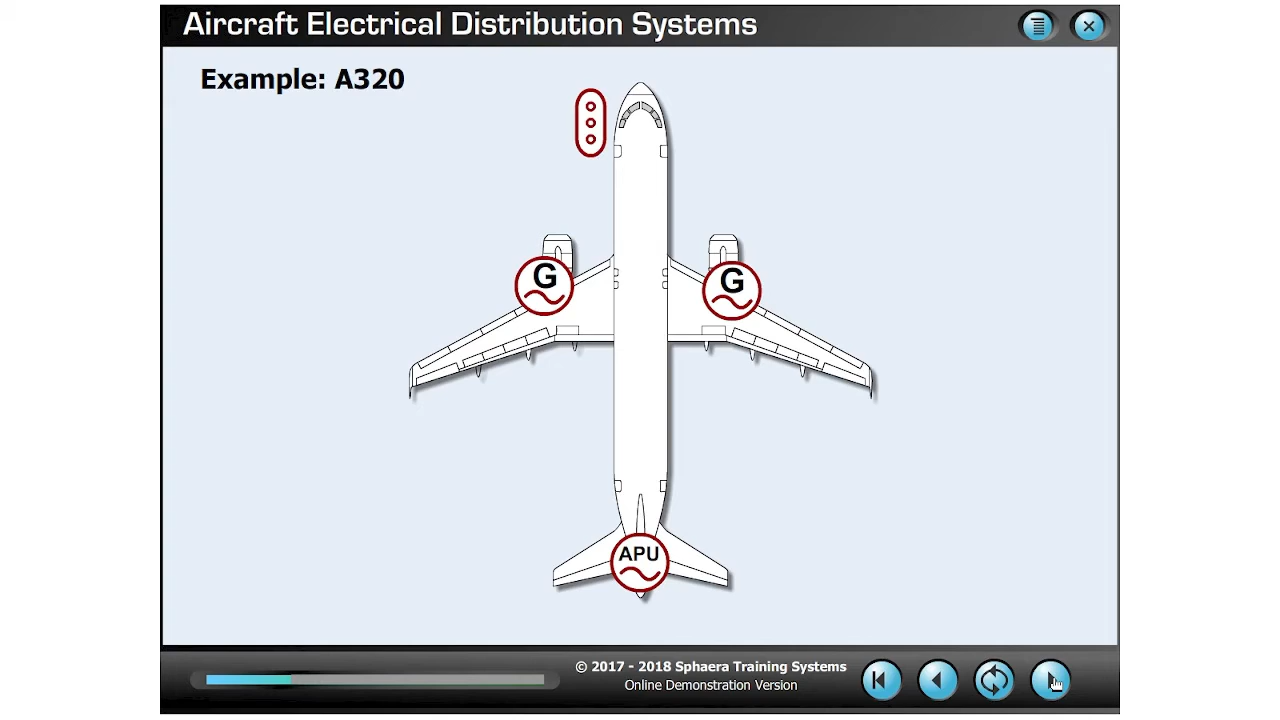 Aircraft Electrical Distribution Systems
Example: A320
G
G
APU
© 2017 - 2018 Sphaera Training Systems
Online Demonstration Version